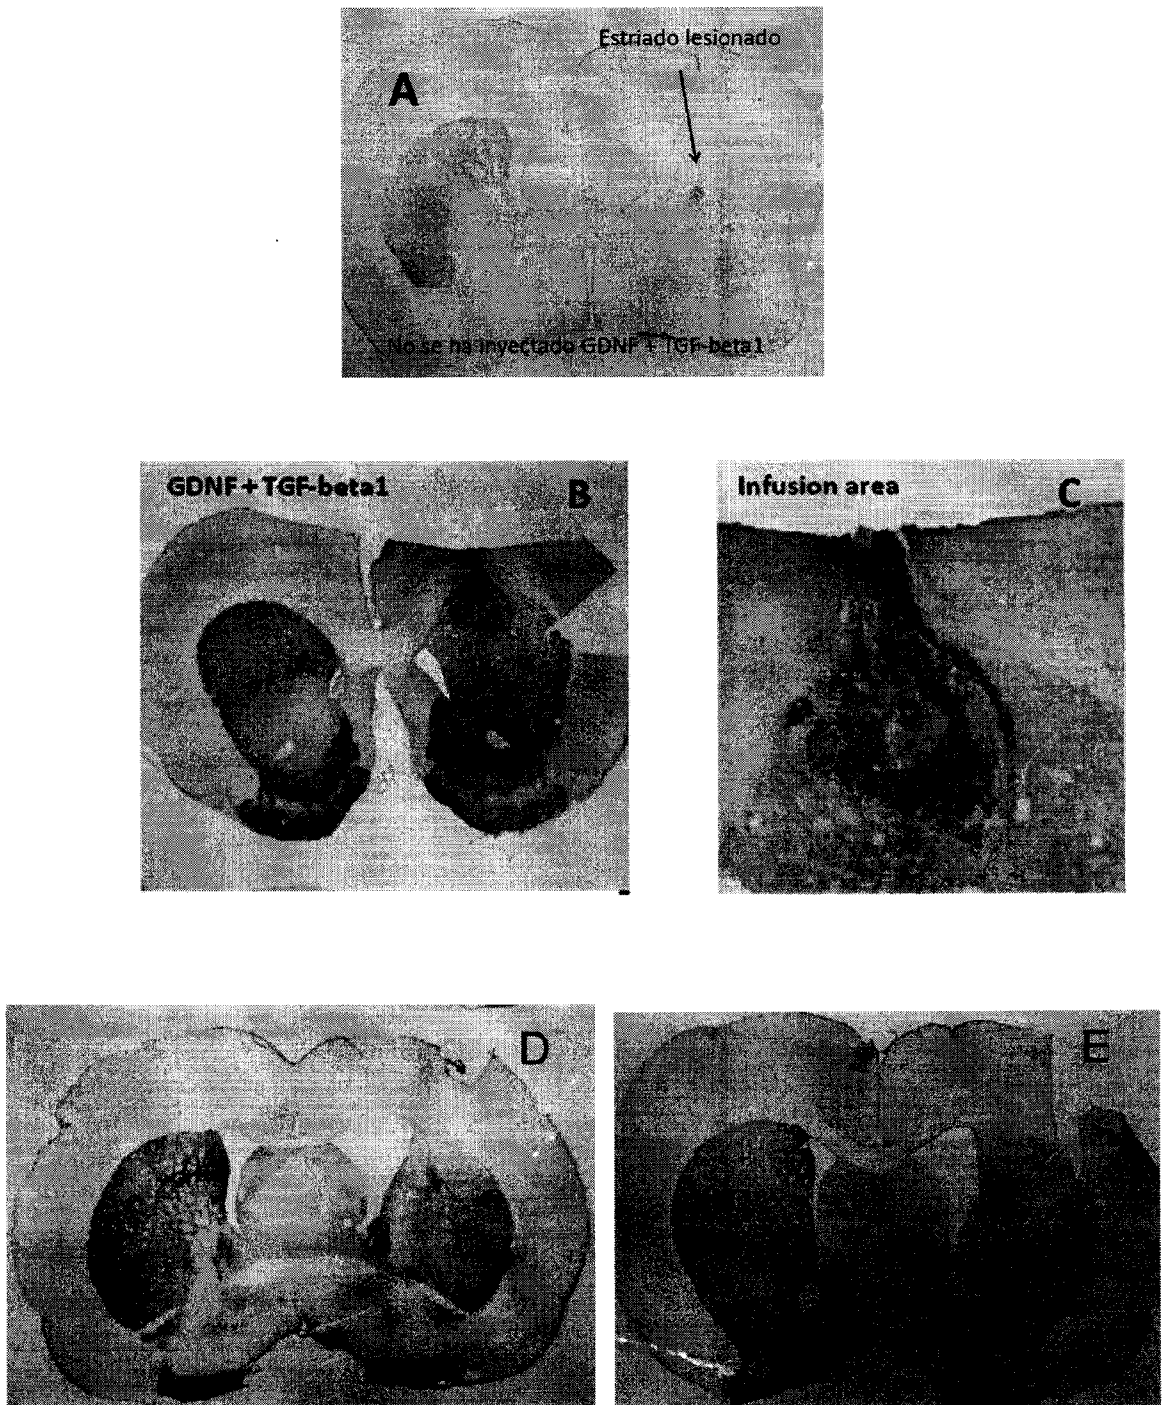 Estriado lesionado
A
No se ha inyectado GDNF + TGF-beta1
GDNF + TGF-beta1
B
Infusion area
C
D
E